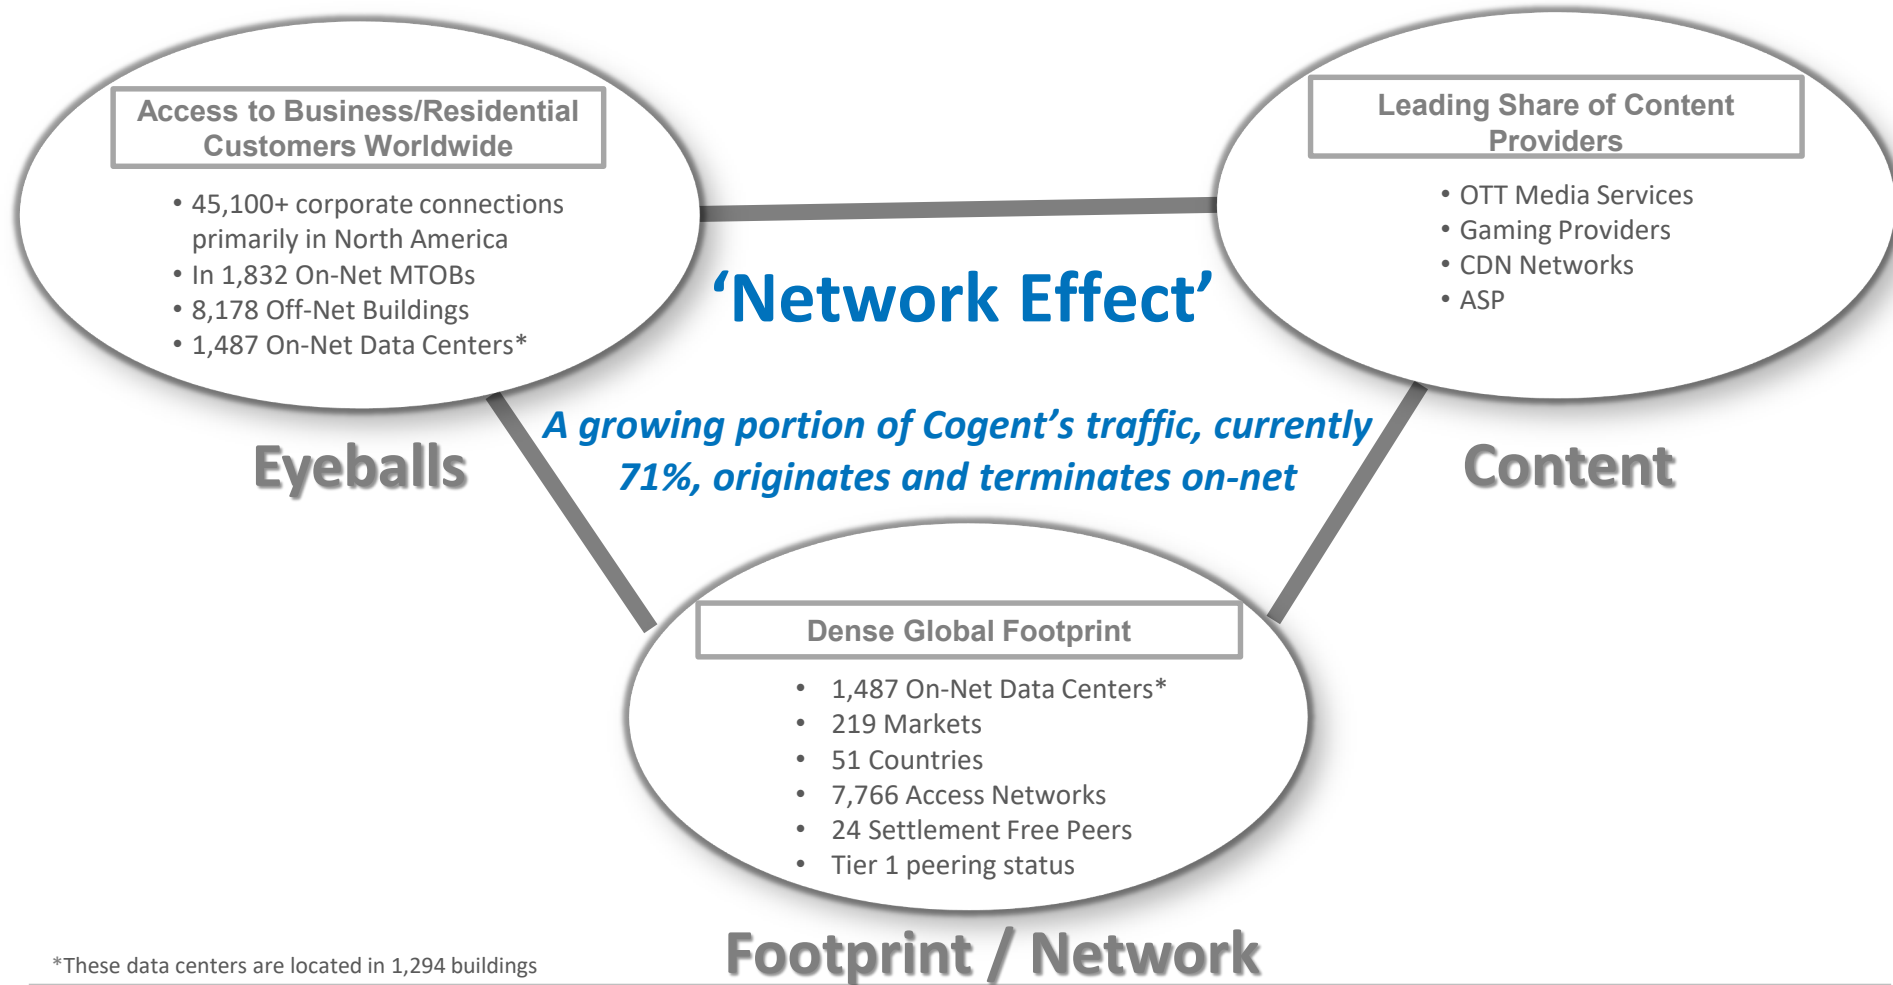 Access to Business/Residential
Customers Worldwide
• 45,100+ corporate connections
primarily in North America
• In 1,832 On-Net MTOBs
• 8,178 Off-Net Buildings
• 1,487 On-Net Data Centers*
Eyeballs
Leading Share of Content
Providers
• OTT Media Services
• Gaming Providers
• CDN Networks
• ASP
Content
‘Network Effect’
A growing portion of Cogent’s traffic, currently
71%, originates and terminates on-net
Dense Global Footprint
• 1,487 On-Net Data Centers*
• 219 Markets
• 51 Countries
• 7,766 Access Networks
• 24 Settlement Free Peers
• Tier 1 peering status
Footprint / Network
*These data centers are located in 1,294 buildings